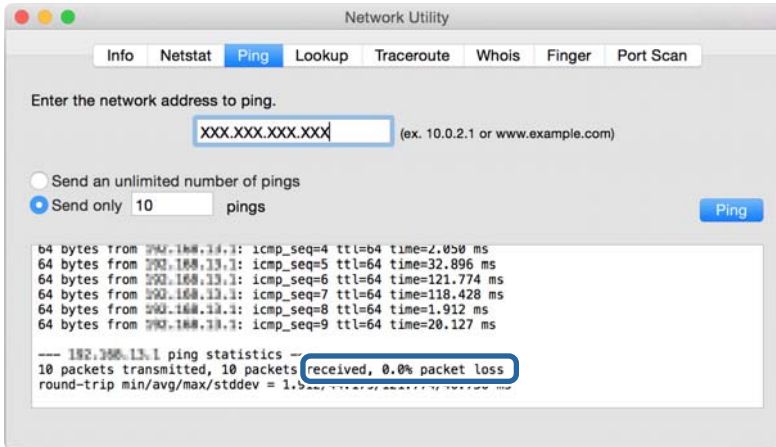 Network Utility
Info Netstat Ping Lookup Traceroute Whois Finger Port Scan
Enter the network address to ping.
XXX.XXX.XXX.XXX (ex. 10.0.2.1 or www.example.com)
Send an unlimited number of pings
Send only 10 pings
Ping
64 bytes from icmp_seq=4 ttl=64 time=2.050 ms
64 bytes from icmp_seq=5 ttl=64 time=32.896 ms
64 bytes from icmp_seq=6 ttl=64 time=121.774 ms
64 bytes from icmp_seq=7 ttl=64 time=118.428 ms
64 bytes from icmp_seq=8 ttl=64 time=1.912 ms
64 bytes from icmp_seq=9 ttl=64 time=20.127 ms
--- ping statistics --
10 packets transmitted, 10 packets received, 0.0% packet loss
round-trip min/avg/max/stddev = ms